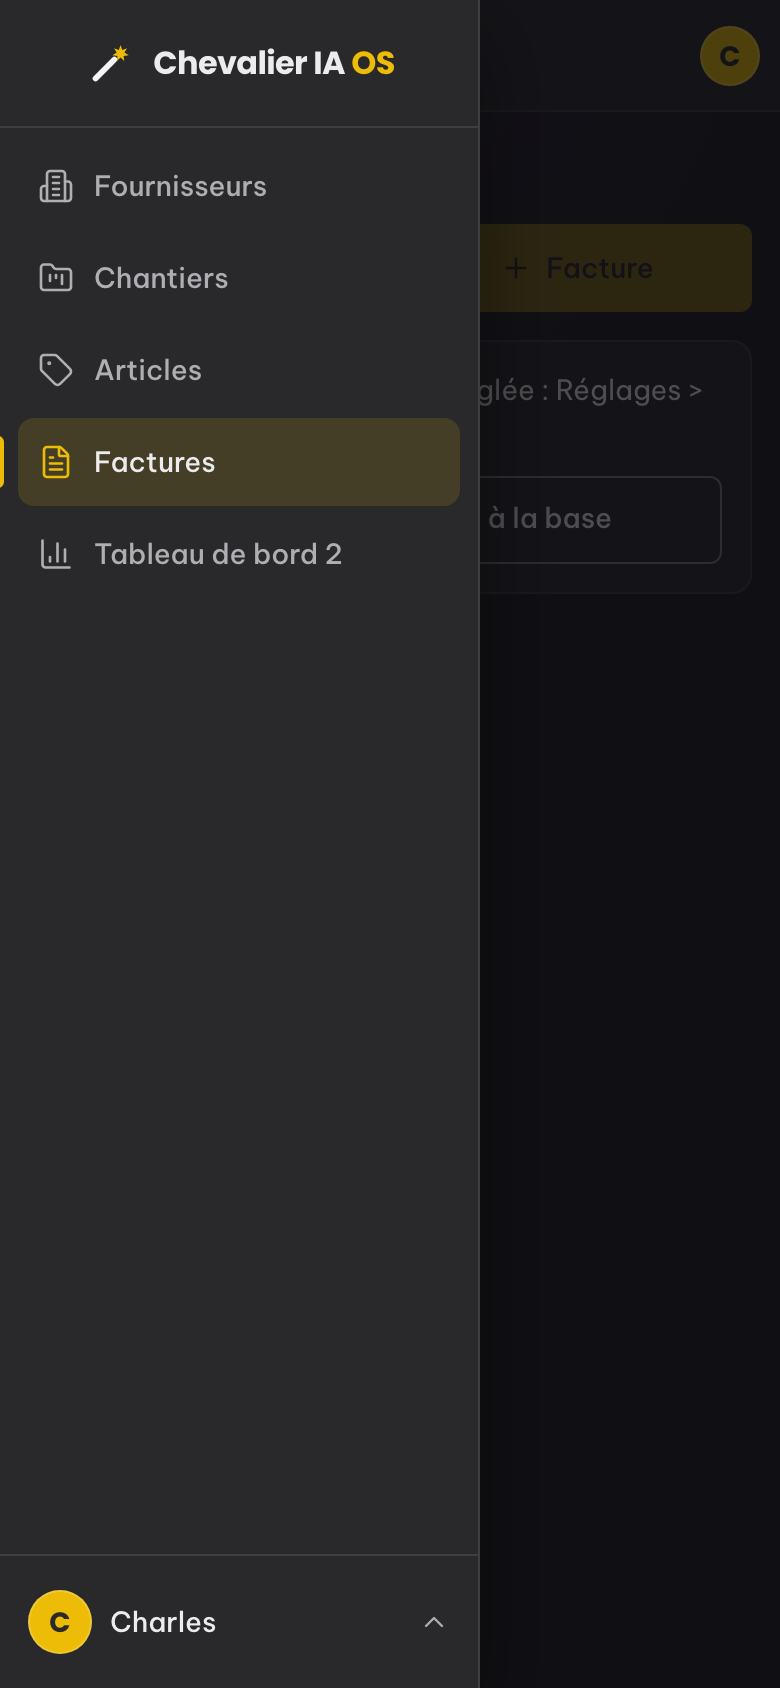 Chevalier IA OS
C
Fournisseurs
Chantiers
Articles
Factures
Tableau de bord 2
+ Facture
glée : Réglages >
à la base
C
Charles